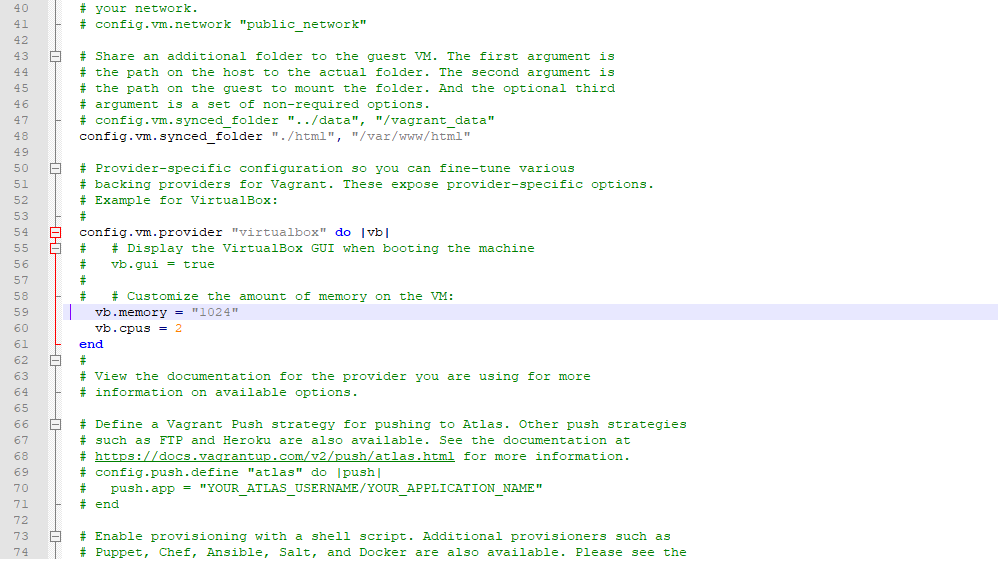 40 # your network.
41 # config.vm.network "public_network"
42
43 # Share an additional folder to the guest VM. The first argument is
44 # the path on the host to the actual folder. The second argument is
45 # the path on the guest to mount the folder. And the optional third
46 # argument is a set of non-required options.
47 # config.vm.synced_folder "../data", "/vagrant_data"
48 config.vm.synced_folder "./html", "/var/www/html"
49
50 # Provider-specific configuration so you can fine-tune various
51 # backing providers for Vagrant. These expose provider-specific options.
52 # Example for VirtualBox:
53 #
54 config.vm.provider "virtualbox" do |vb|
55 #   # Display the VirtualBox GUI when booting the machine
56 #   vb.gui = true
57 #
58 #   # Customize the amount of memory on the VM:
59   vb.memory = "1024"
60   vb.cpus = 2
61 end
62 #
63 # View the documentation for the provider you are using for more
64 # information on available options.
65
66 # Define a Vagrant Push strategy for pushing to Atlas. Other push strategies
67 # such as FTP and Heroku are also available. See the documentation at
68 # https://docs.vagrantup.com/v2/push/atlas.html for more information.
69 # config.push.define "atlas" do |push|
70 #   push.app = "YOUR_ATLAS_USERNAME/YOUR_APPLICATION_NAME"
71 # end
72
73 # Enable provisioning with a shell script. Additional provisioners such as
74 # Puppet, Chef, Ansible, Salt, and Docker are also available. Please see the